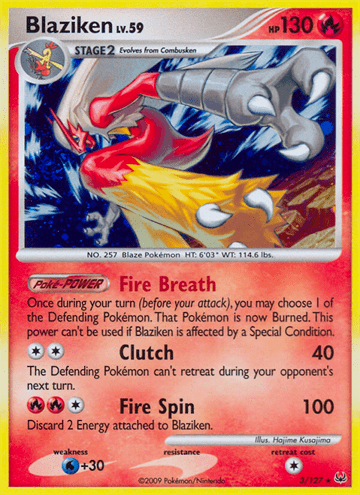 Blaziken LV.59 HP 130
STAGE 2 Evolves from Combusken
NO. 257 Blaze Pokémon HT: 6'03" WT: 114.6 lbs.
Poké-POWER Fire Breath
Once during your turn (before your attack), you may choose 1 of
the Defending Pokémon. That Pokémon is now Burned. This
power can't be used if Blaziken is affected by a Special Condition.
Clutch 40
The Defending Pokémon can't retreat during your opponent's
next turn.
Fire Spin 100
Discard 2 Energy attached to Blaziken.
Illus. Hajime Kusajima
weakness resistance retreat cost
+30
©2009 Pokémon/Nintendo 3/127 ★